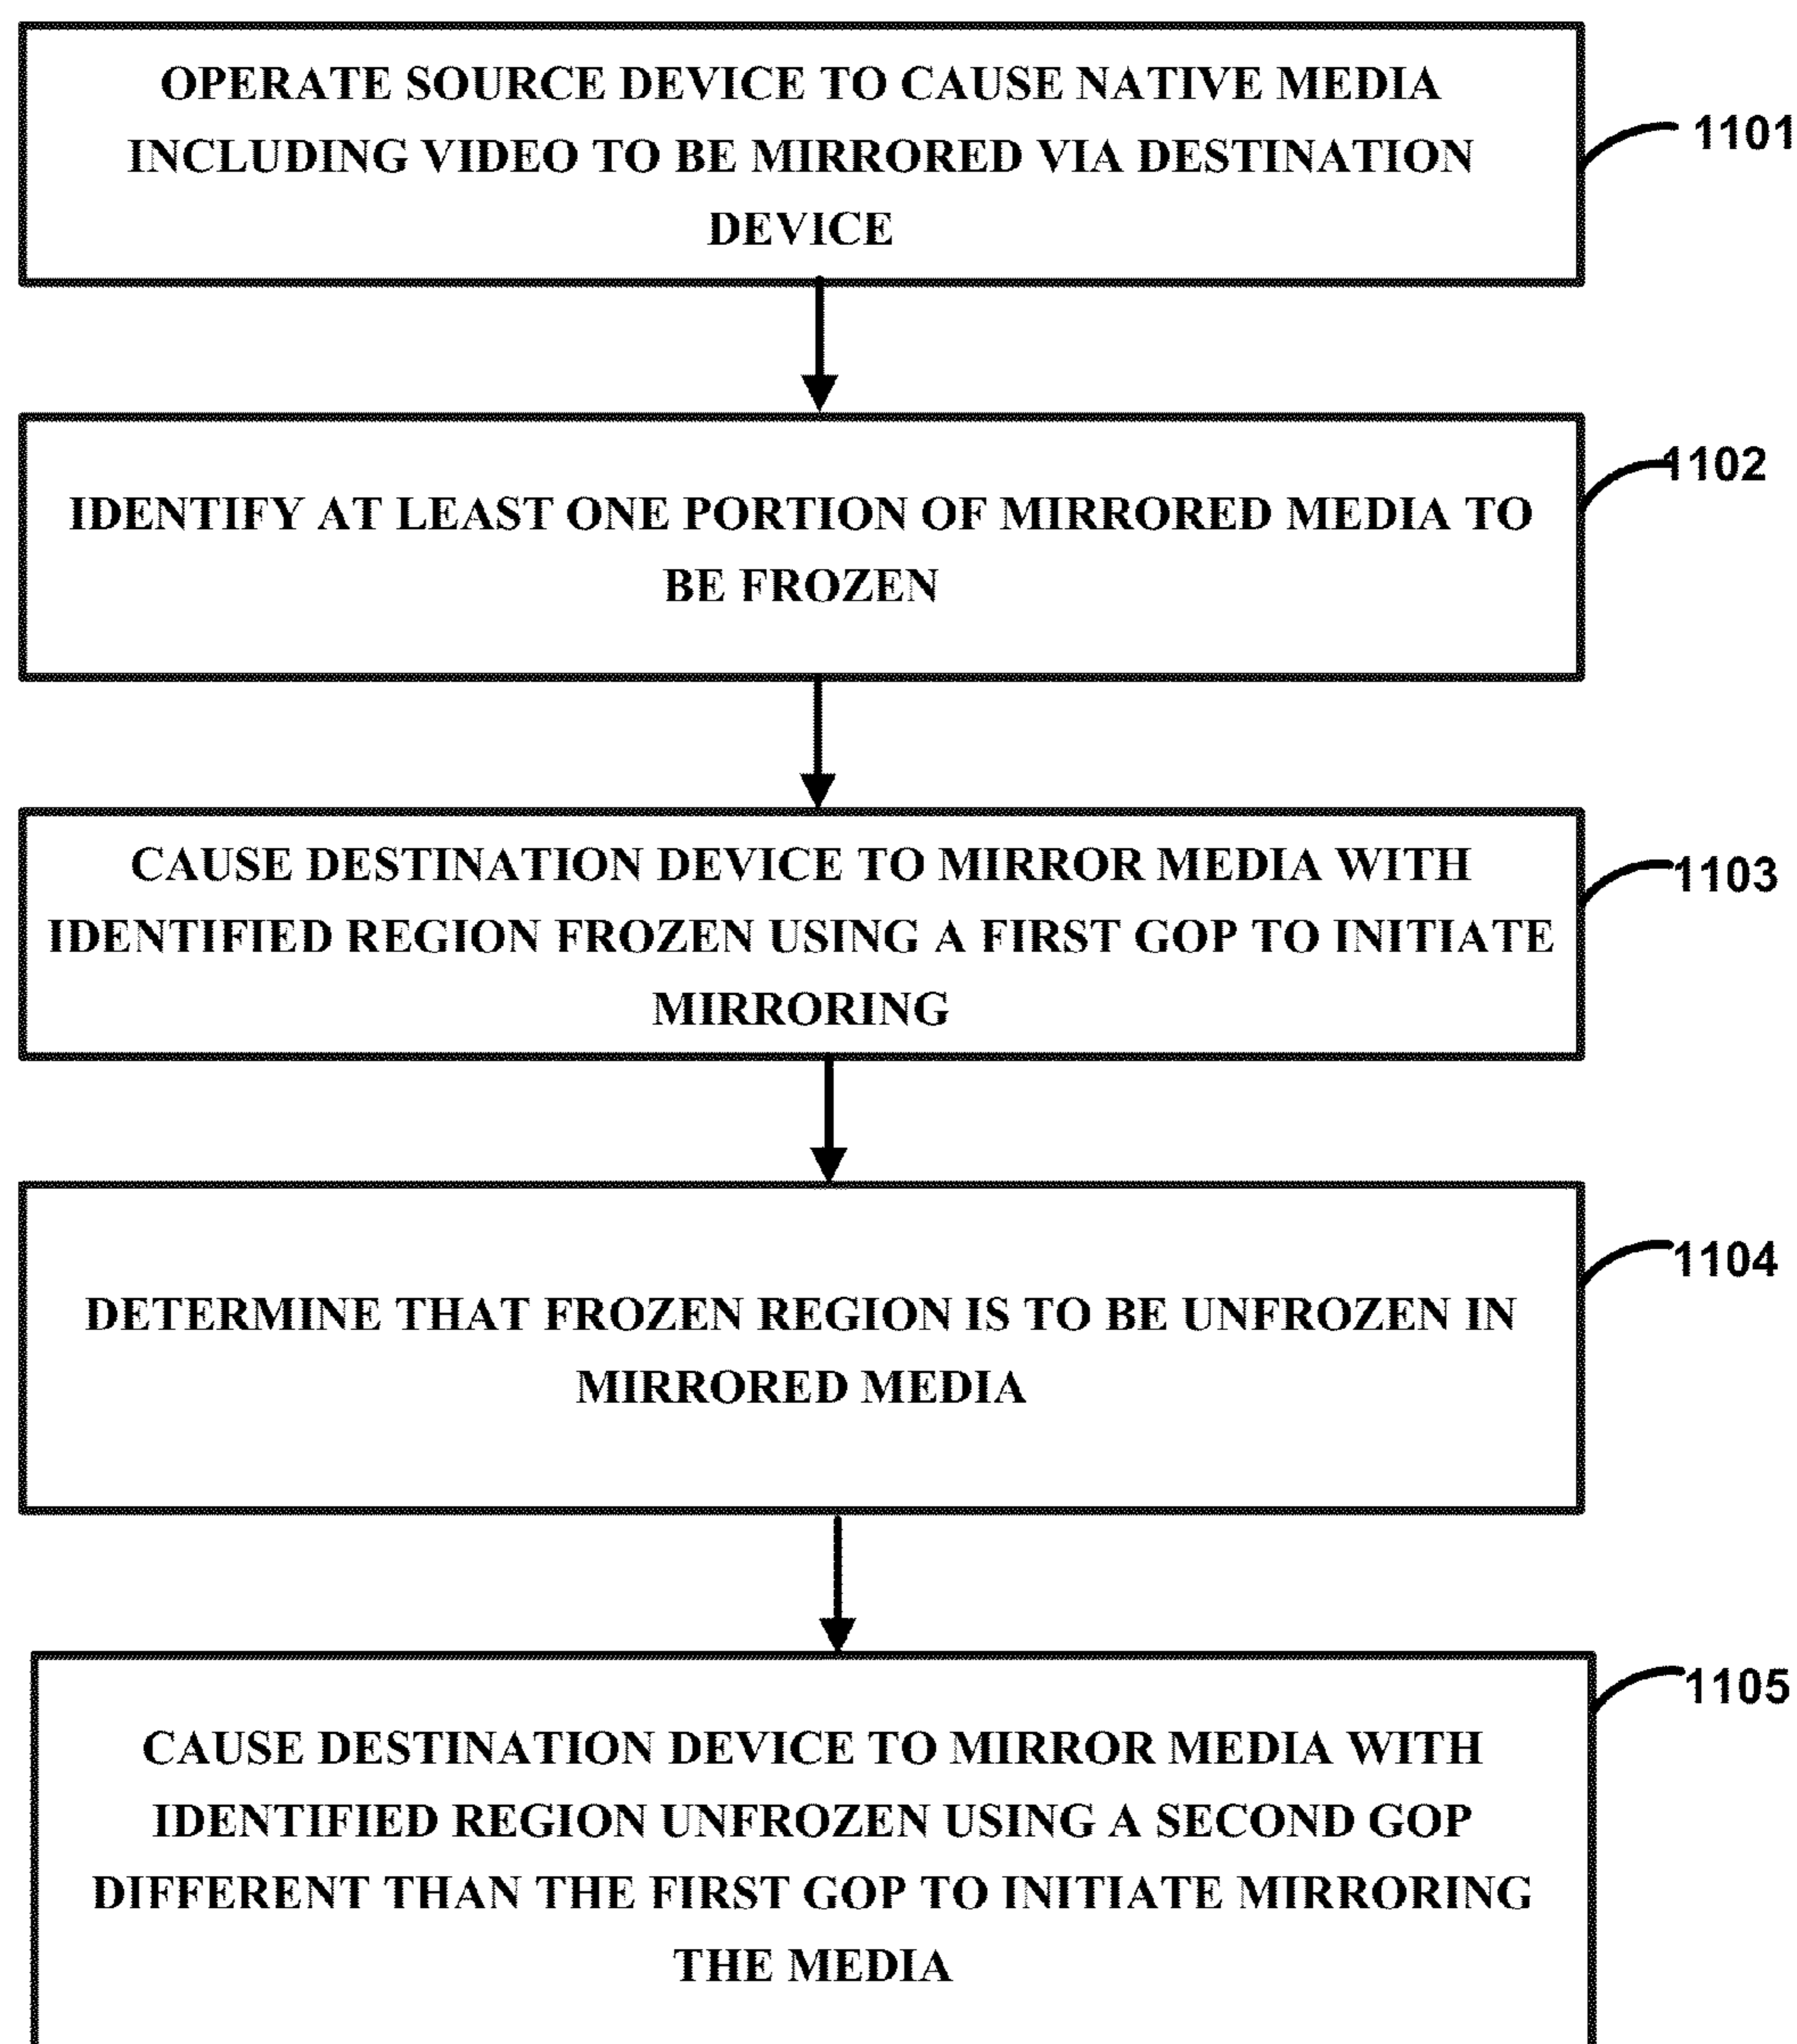 OPERATE SOURCE DEVICE TO CAUSE NATIVE MEDIA
INCLUDING VIDEO TO BE MIRRORED VIA DESTINATION
DEVICE
1101
IDENTIFY AT LEAST ONE PORTION OF MIRRORED MEDIA TO
BE FROZEN
1102
CAUSE DESTINATION DEVICE TO MIRROR MEDIA WITH
IDENTIFIED REGION FROZEN USING A FIRST GOP TO INITIATE
MIRRORING
1103
DETERMINE THAT FROZEN REGION IS TO BE UNFROZEN IN
MIRRORED MEDIA
1104
CAUSE DESTINATION DEVICE TO MIRROR MEDIA WITH
IDENTIFIED REGION UNFROZEN USING A SECOND GOP
DIFFERENT THAN THE FIRST GOP TO INITIATE MIRRORING
THE MEDIA
1105